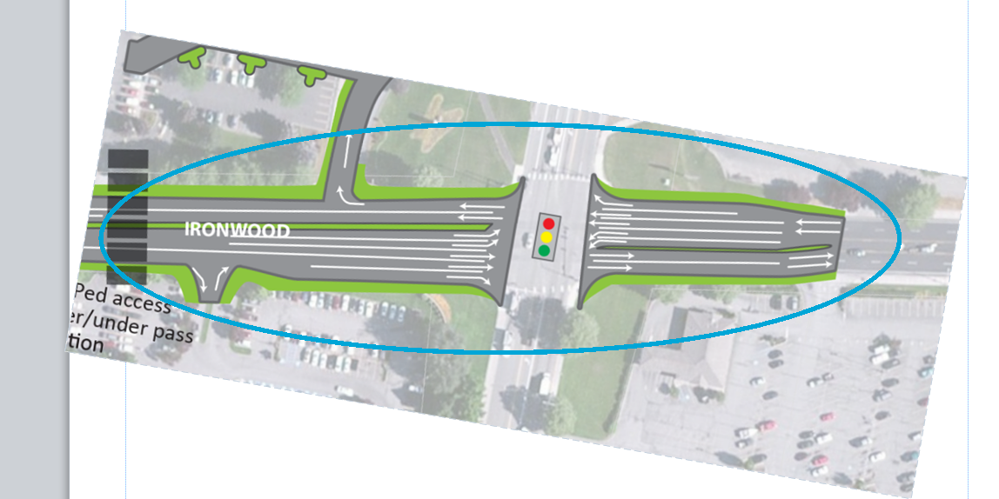 IRONWOOD
Ped access
er/under pass
tion